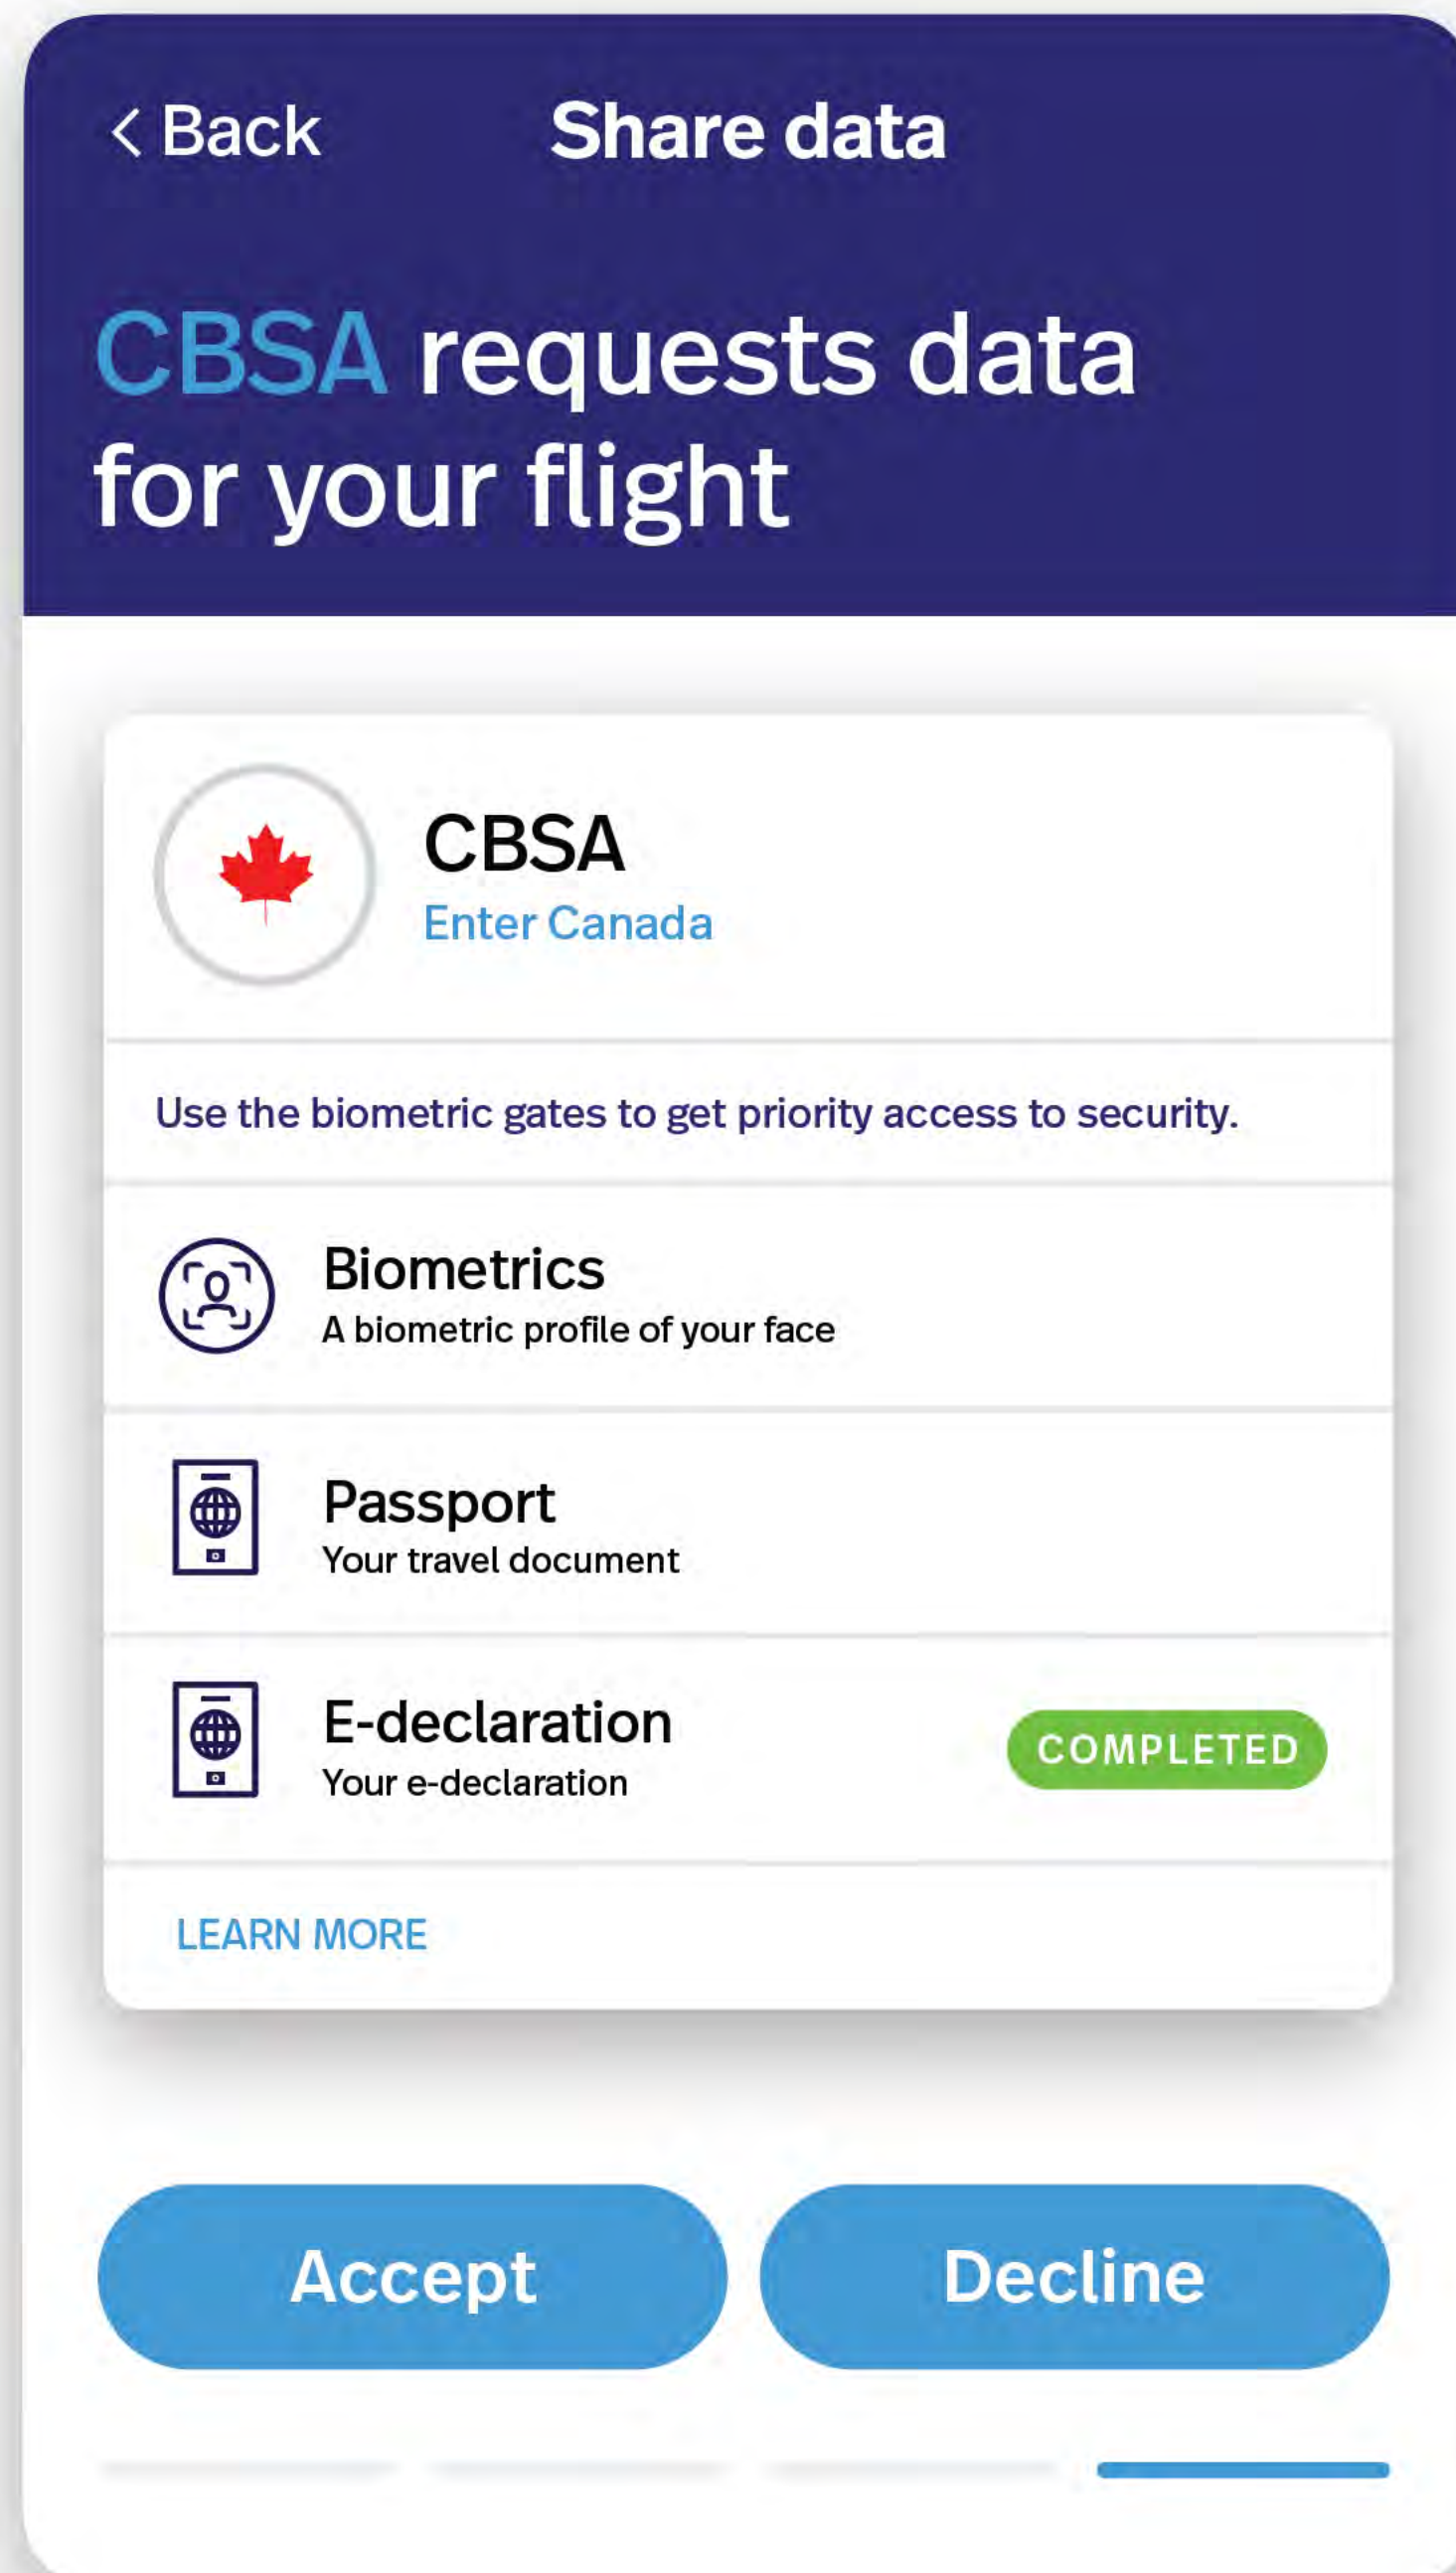 Back
Share data
CBSA requests data
for your flight
CBSA
Enter Canada
Use the biometric gates to get priority access to security.
Biometrics
A biometric profile of your face
Passport
Your travel document
E-declaration
Your e-declaration
COMPLETED
LEARN MORE
Accept
Decline